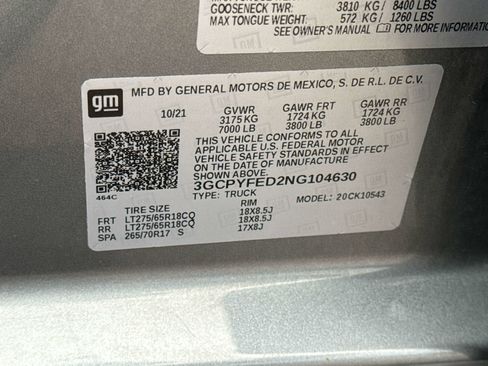 GOOSENECK TWR: 3810 KG / 8400 LBS
MAX TONGUE WEIGHT: 572 KG / 1260 LBS
SEE OWNER'S MANUAL FOR MORE INFORMATION
gm
MFD BY GENERAL MOTORS DE MEXICO, S. DE R.L. DE C.V.
10/21 GVWR GAWR FRT GAWR RR
3175 KG 1724 KG 1724 KG
7000 LB 3800 LB 3800 LB
THIS VEHICLE CONFORMS TO ALL
APPLICABLE U.S. FEDERAL MOTOR
VEHICLE SAFETY STANDARDS IN EFFECT
ON THE DATE OF MANUFACTURE
SHOWN ABOVE.
3GCPYFED2NG104630
464C TYPE: TRUCK MODEL: 20CK10543
TIRE SIZE RIM
FRT LT275/65R18CQ 18X8.5J
RR LT275/65R18CQ 18X8.5J
SPA 265/70R17 S 17X8J